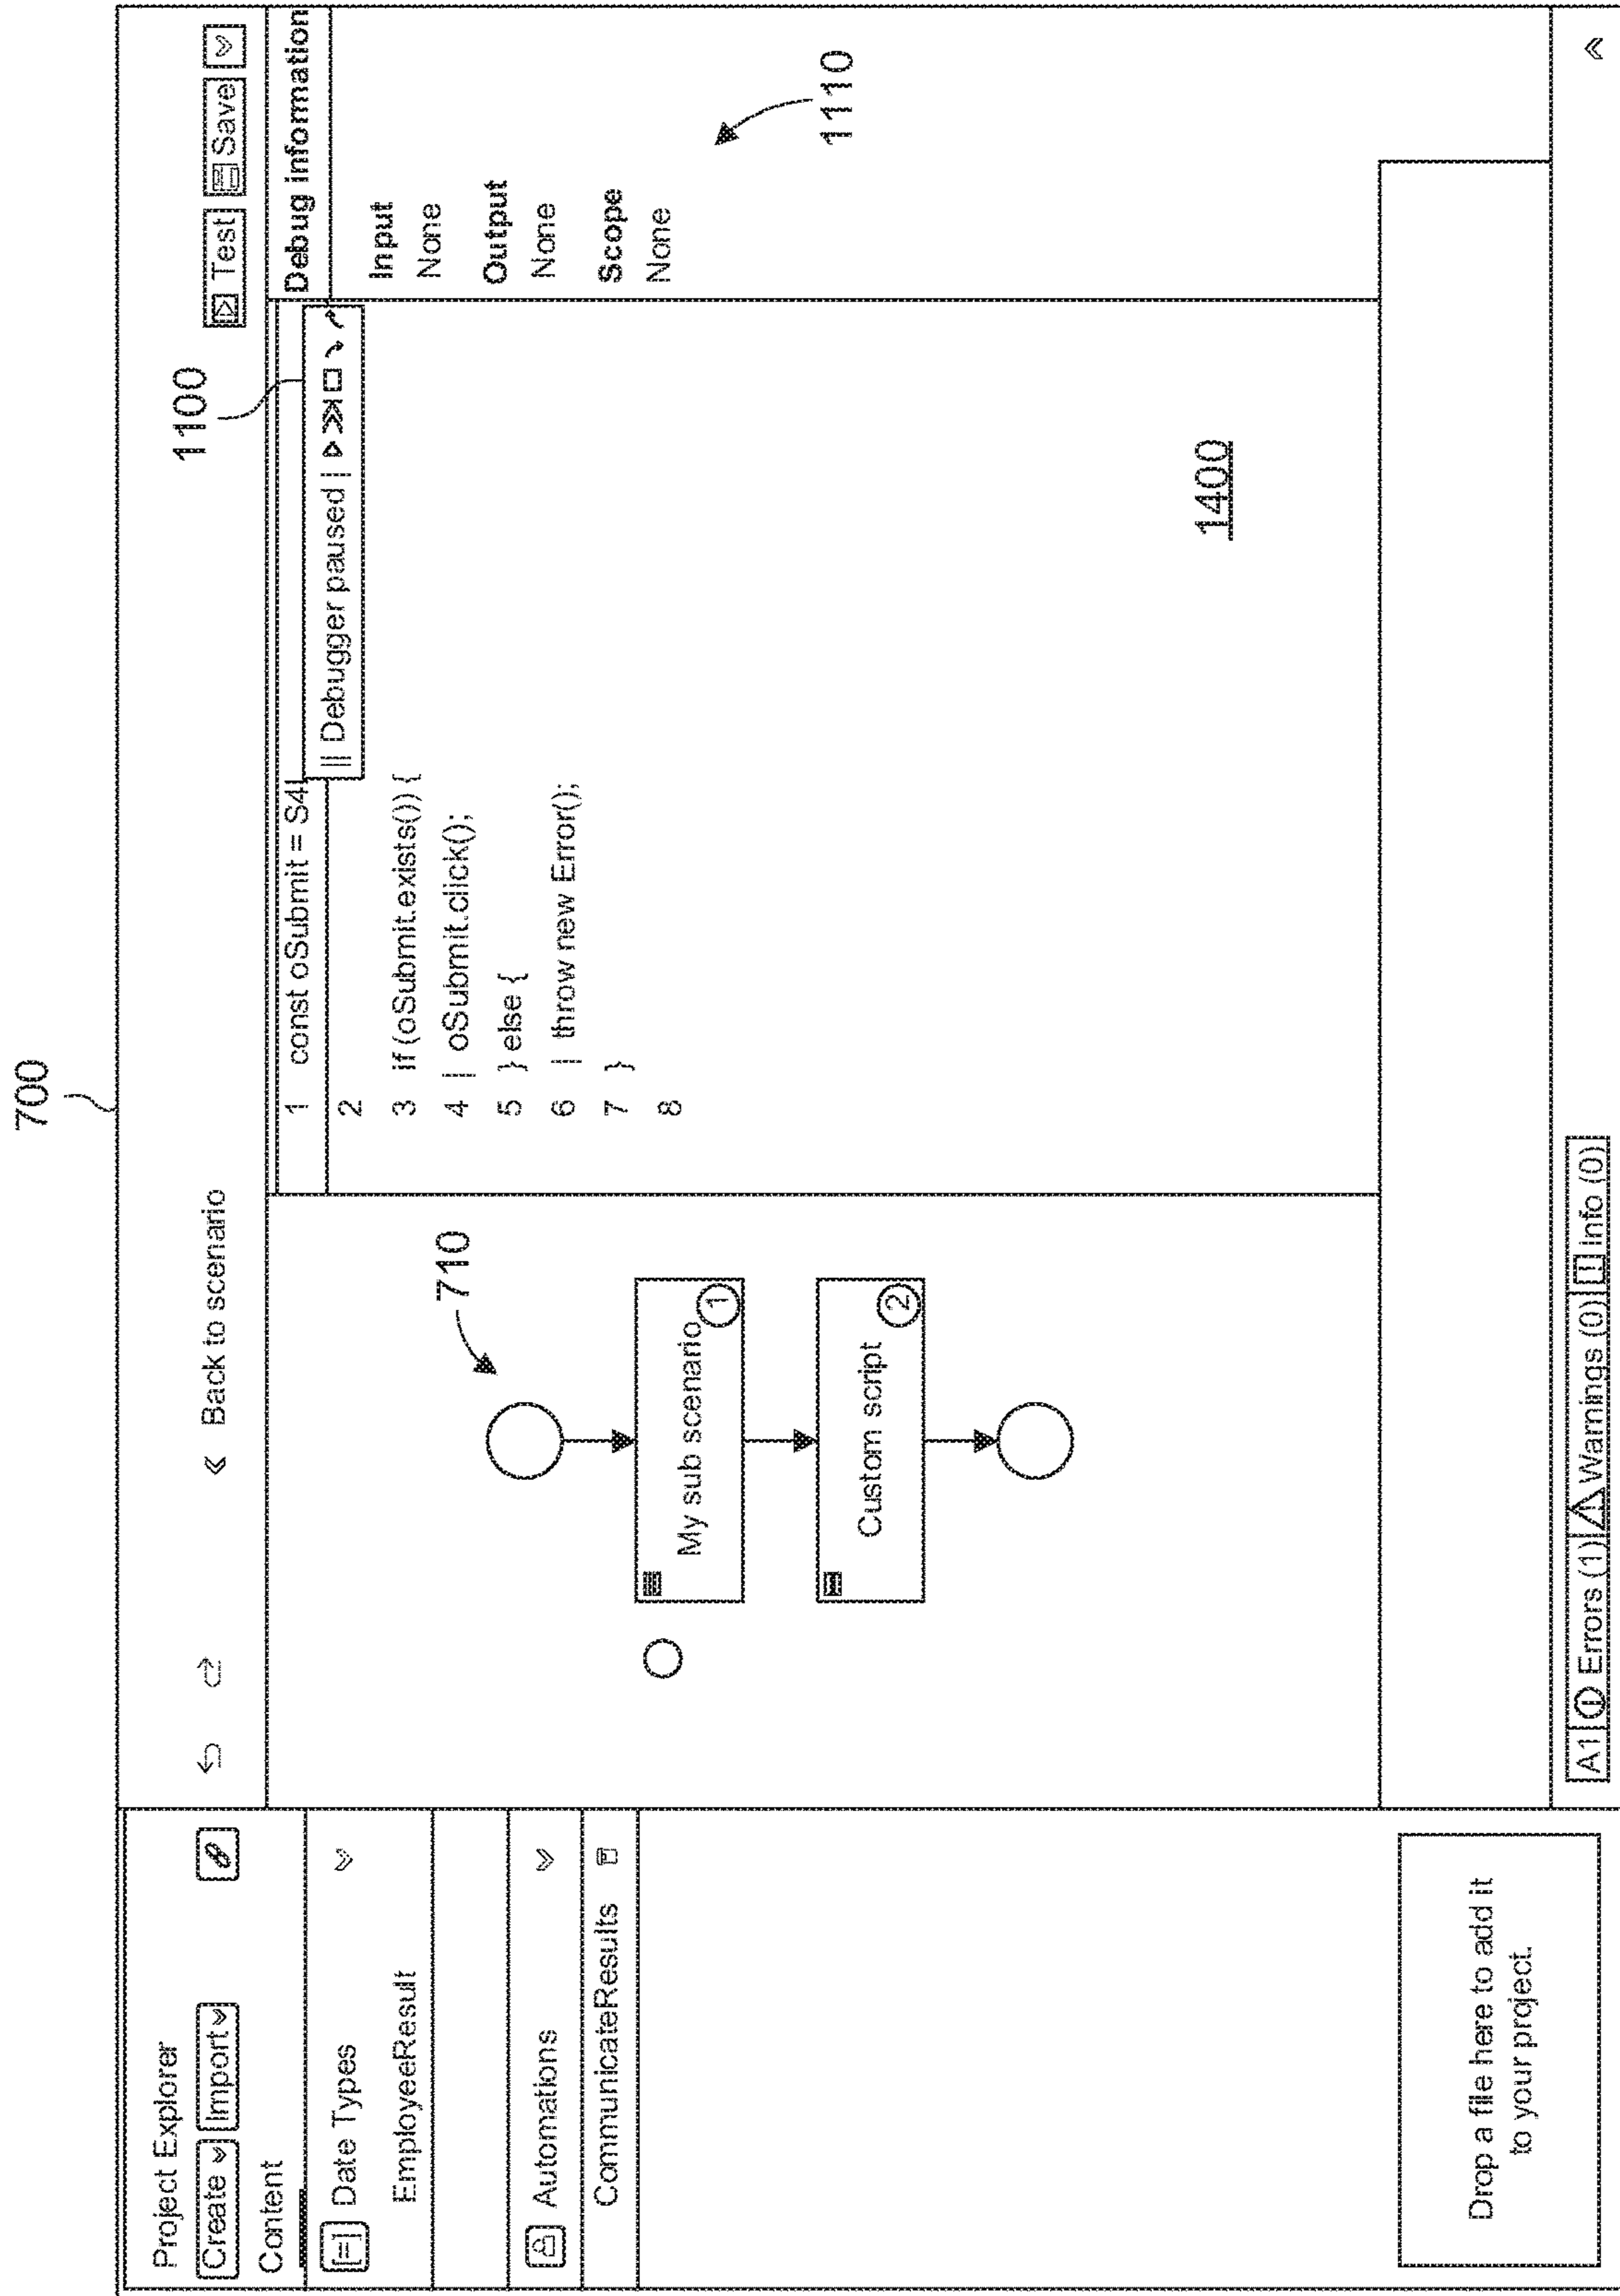 700
Project Explorer
Create Import
Content
[=] Date Types
EmployeeResult
Automations
CommunicateResults
Drop a file here to add it
to your project.
« Back to scenario
1100
Test Save
710
My sub scenario 1
Custom script 2
1 const oSubmit = S4
|| Debugger paused |
2
3 if (oSubmit.exists()) {
4 | oSubmit.click();
5 } else {
6 | throw new Error();
7 }
8
1400
Debug information
Input
None
Output
None
Scope
None
1110
A1 Errors (1) Warnings (0) Info (0)